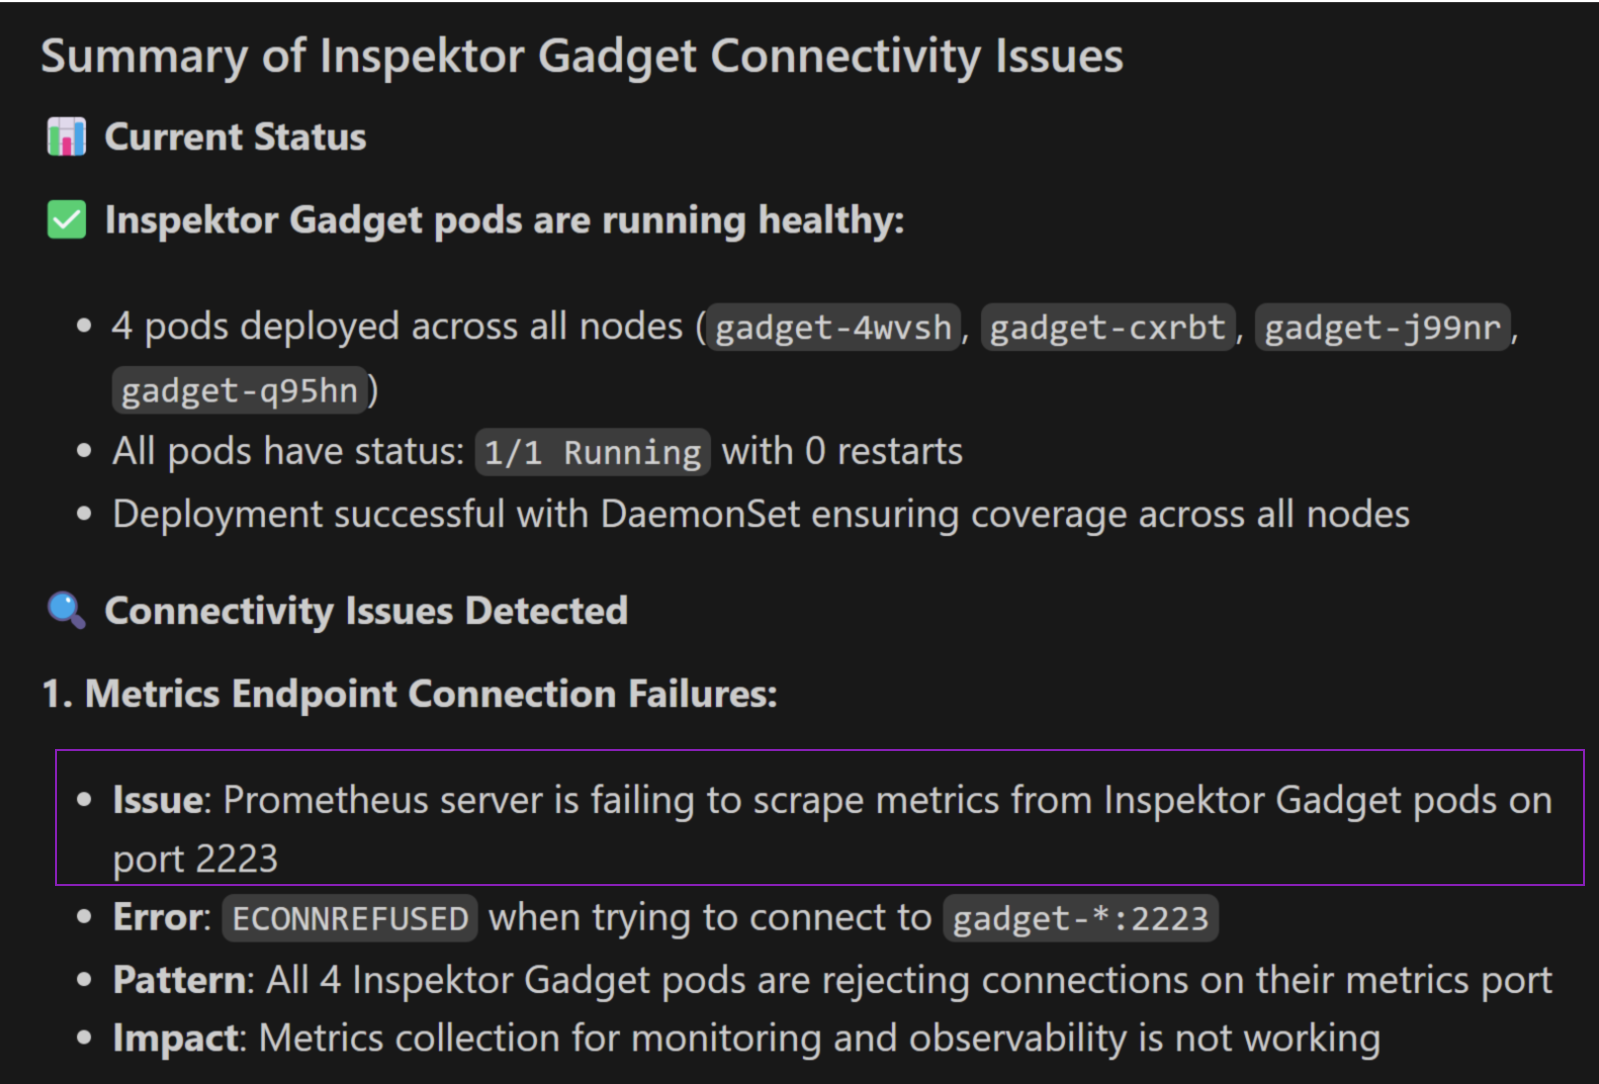 Summary of Inspektor Gadget Connectivity Issues
📊 Current Status
✅ Inspektor Gadget pods are running healthy:
• 4 pods deployed across all nodes (gadget-4wvsh, gadget-cxrbt, gadget-j99nr,
gadget-q95hn)
• All pods have status: 1/1 Running with 0 restarts
• Deployment successful with DaemonSet ensuring coverage across all nodes
🔍 Connectivity Issues Detected
1. Metrics Endpoint Connection Failures:
• Issue: Prometheus server is failing to scrape metrics from Inspektor Gadget pods on
port 2223
• Error: ECONNREFUSED when trying to connect to gadget-*:2223
• Pattern: All 4 Inspektor Gadget pods are rejecting connections on their metrics port
• Impact: Metrics collection for monitoring and observability is not working